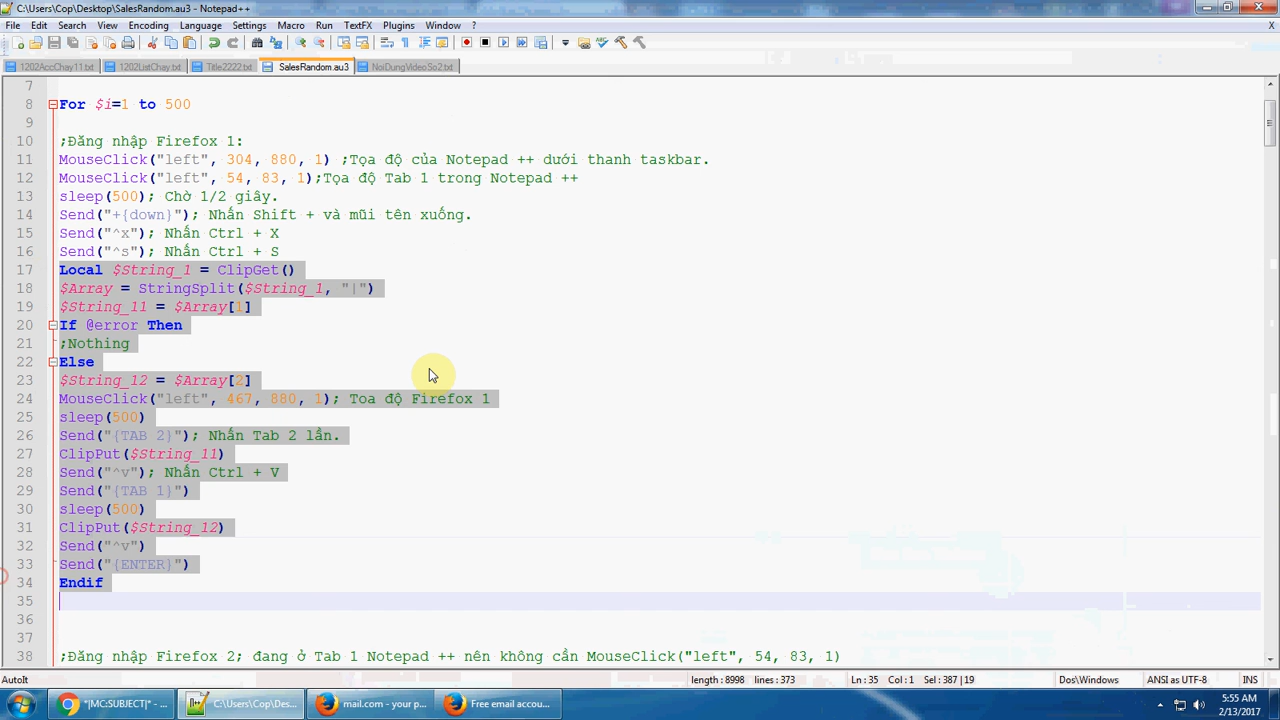 C:\Users\Cop\Desktop\SalesRandom.au3 - Notepad++
File Edit Search View Encoding Language Settings Macro Run TextFX Plugins Window ? X
1202AccChay11.txt 1202ListChay.txt Title2222.txt SalesRandom.au3 NoiDungVideoSo2.txt
7
8 For $i=1 to 500
9
10 ;Đăng nhập Firefox 1:
11 MouseClick("left", 304, 880, 1) ;Tọa độ của Notepad ++ dưới thanh taskbar.
12 MouseClick("left", 54, 83, 1);Tọa độ Tab 1 trong Notepad ++
13 sleep(500); Chờ 1/2 giây.
14 Send("+{down}"); Nhấn Shift + và mũi tên xuống.
15 Send("^x"); Nhấn Ctrl + X
16 Send("^s"); Nhấn Ctrl + S
17 Local $String_1 = ClipGet()
18 $Array = StringSplit($String_1, "|")
19 $String_11 = $Array[1]
20 If @error Then
21 ;Nothing
22 Else
23 $String_12 = $Array[2]
24 MouseClick("left", 467, 880, 1); Toa độ Firefox 1
25 sleep(500)
26 Send("{TAB 2}"); Nhấn Tab 2 lần.
27 ClipPut($String_11)
28 Send("^v"); Nhấn Ctrl + V
29 Send("{TAB 1}")
30 sleep(500)
31 ClipPut($String_12)
32 Send("^v")
33 Send("{ENTER}")
34 Endif
35
36
37
38 ;Đăng nhập Firefox 2; đang ở Tab 1 Notepad ++ nên không cần MouseClick("left", 54, 83, 1)
AutoIt length : 8998 lines : 373 Ln : 35 Col : 1 Sel : 387 | 19 Dos\Windows ANSI as UTF-8 INS
"|MC:SUBJECT|" - ... C:\Users\Cop\Des... mail.com - your p... Free email accou... 5:55 AM
2/13/2017